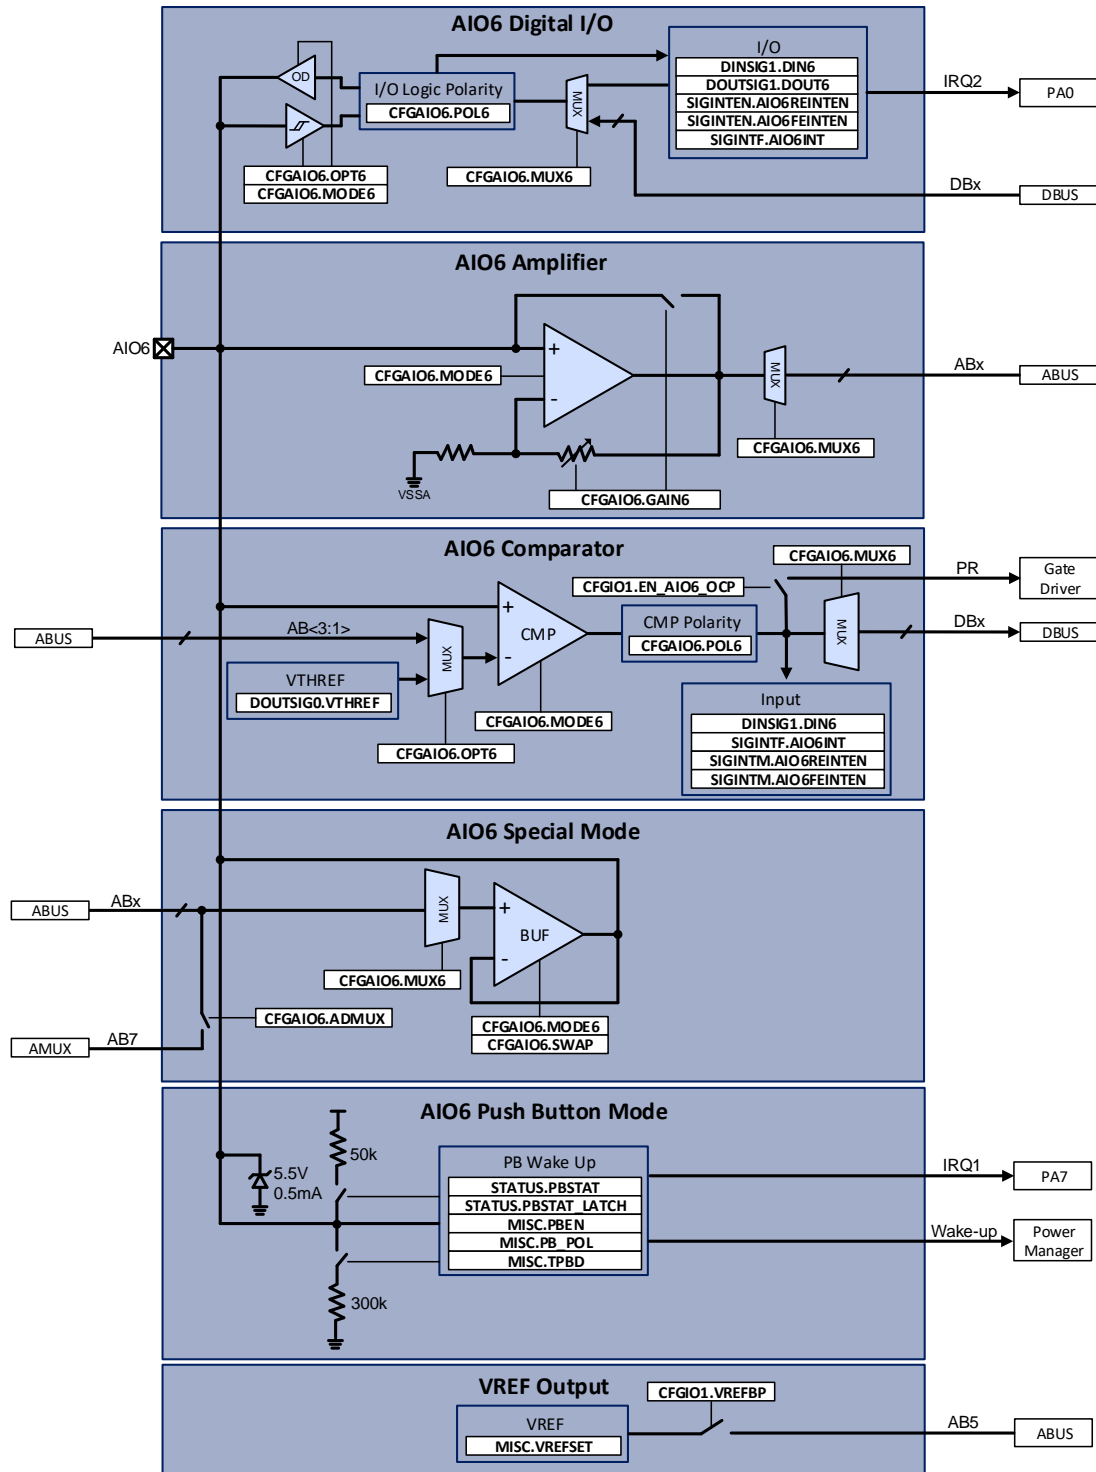 AIO6 Digital I/O
OD
I/O Logic Polarity
CFGAIO6.POL6
MUX
I/O
DINSIG1.DIN6
DOUTSIG1.DOUT6
SIGINTEN.AIO6REINTEN
SIGINTEN.AIO6FEINTEN
SIGINTF.AIO6INT
IRQ2
PA0
CFGAIO6.OPT6
CFGAIO6.MODE6
CFGAIO6.MUX6
DBx
DBUS
AIO6 Amplifier
AIO6
+
-
CFGAIO6.MODE6
MUX
ABx
ABUS
CFGAIO6.MUX6
VSSA
CFGAIO6.GAIN6
AIO6 Comparator
CFGAIO6.MUX6
CFGIO1.EN_AIO6_OCP
PR
Gate
Driver
+
-
CMP
ABUS
AB<3:1>
MUX
CMP Polarity
CFGAIO6.POL6
MUX
DBx
DBUS
VTHREF
DOUTSIG0.VTHREF
CFGAIO6.MODE6
CFGAIO6.OPT6
Input
DINSIG1.DIN6
SIGINTF.AIO6INT
SIGINTM.AIO6REINTEN
SIGINTM.AIO6FEINTEN
AIO6 Special Mode
ABUS
ABx
MUX
+
-
BUF
CFGAIO6.MUX6
CFGAIO6.ADMUX
CFGAIO6.MODE6
CFGAIO6.SWAP
AMUX
AB7
AIO6 Push Button Mode
50k
5.5V
0.5mA
300k
PB Wake Up
STATUS.PBSTAT
STATUS.PBSTAT_LATCH
MISC.PBEN
MISC.PB_POL
MISC.TPBD
IRQ1
PA7
Wake-up
Power
Manager
VREF Output
CFGIO1.VREFBP
VREF
MISC.VREFSET
AB5
ABUS